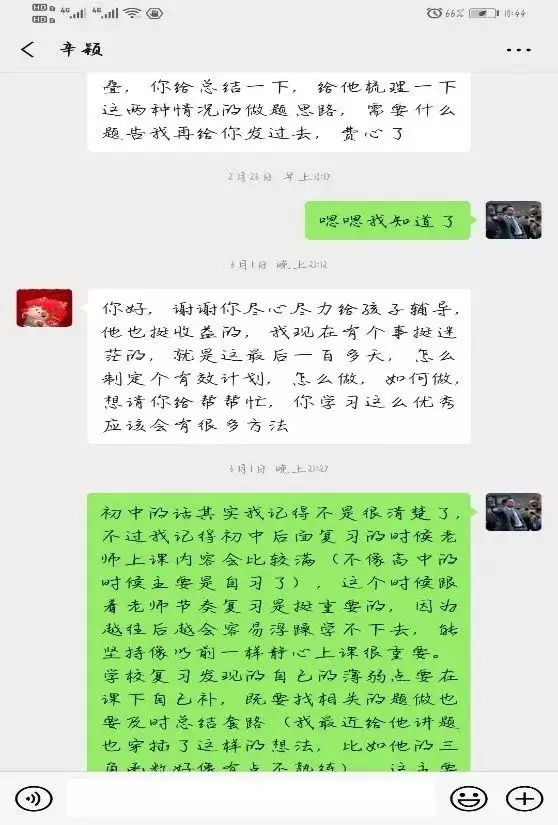 HD 4G 4G 66% 10:44
辛颖
叠，你给总结一下，给他梳理一下
这两种情况的做题思路，需要什么
题告我再给你发过去，费心了
2月23日 早上10:17
嗯嗯我知道了
3月1日 晚上21:12
你好，谢谢你尽心尽力给孩子辅导，
他也挺收益的，我现在有个事挺迷
茫的，就是这最后一百多天，怎么
制定个有效计划，怎么做，如何做，
想请你给帮帮忙，你学习这么优秀
应该会有很多方法
3月1日 晚上21:27
初中的话其实我记得不是很清楚了，
不过我记得初中后面复习的时候老
师上课内容会比较满（不像高中的
时候主要是自习了），这个时候跟
着老师节奏复习是挺重要的，因为
越往后越会容易浮躁学不下去，能
坚持像以前一样静心上课很重要。
学校复习发现的自己的薄弱点要在
课下自己补，既要找相关的题做也
要及时总结套路（我最近给他讲题
也穿插了这样的想法，比如他的三
角函数好像有点不熟练），这主要